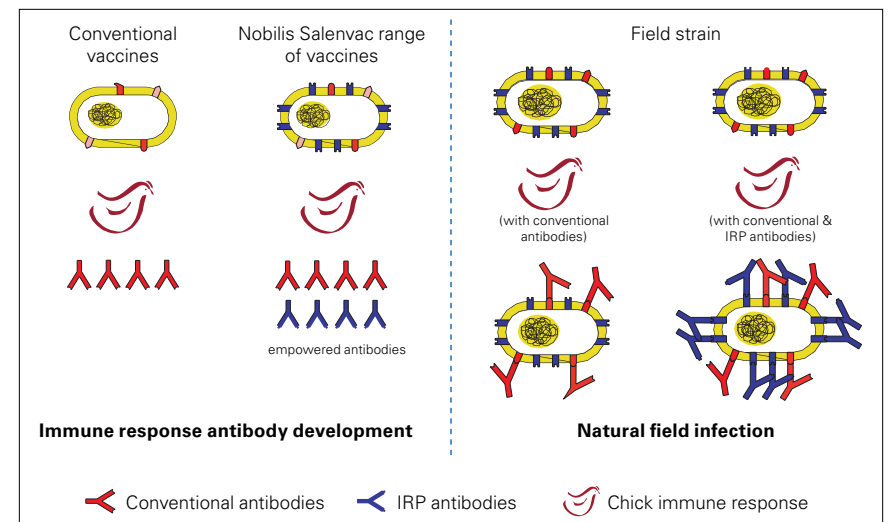 Conventional
vaccines
Nobilis Salenvac range
of vaccines
Field strain
(with conventional
antibodies)
(with conventional &
IRP antibodies)
empowered antibodies
Immune response antibody development
Natural field infection
Conventional antibodies
IRP antibodies
Chick immune response